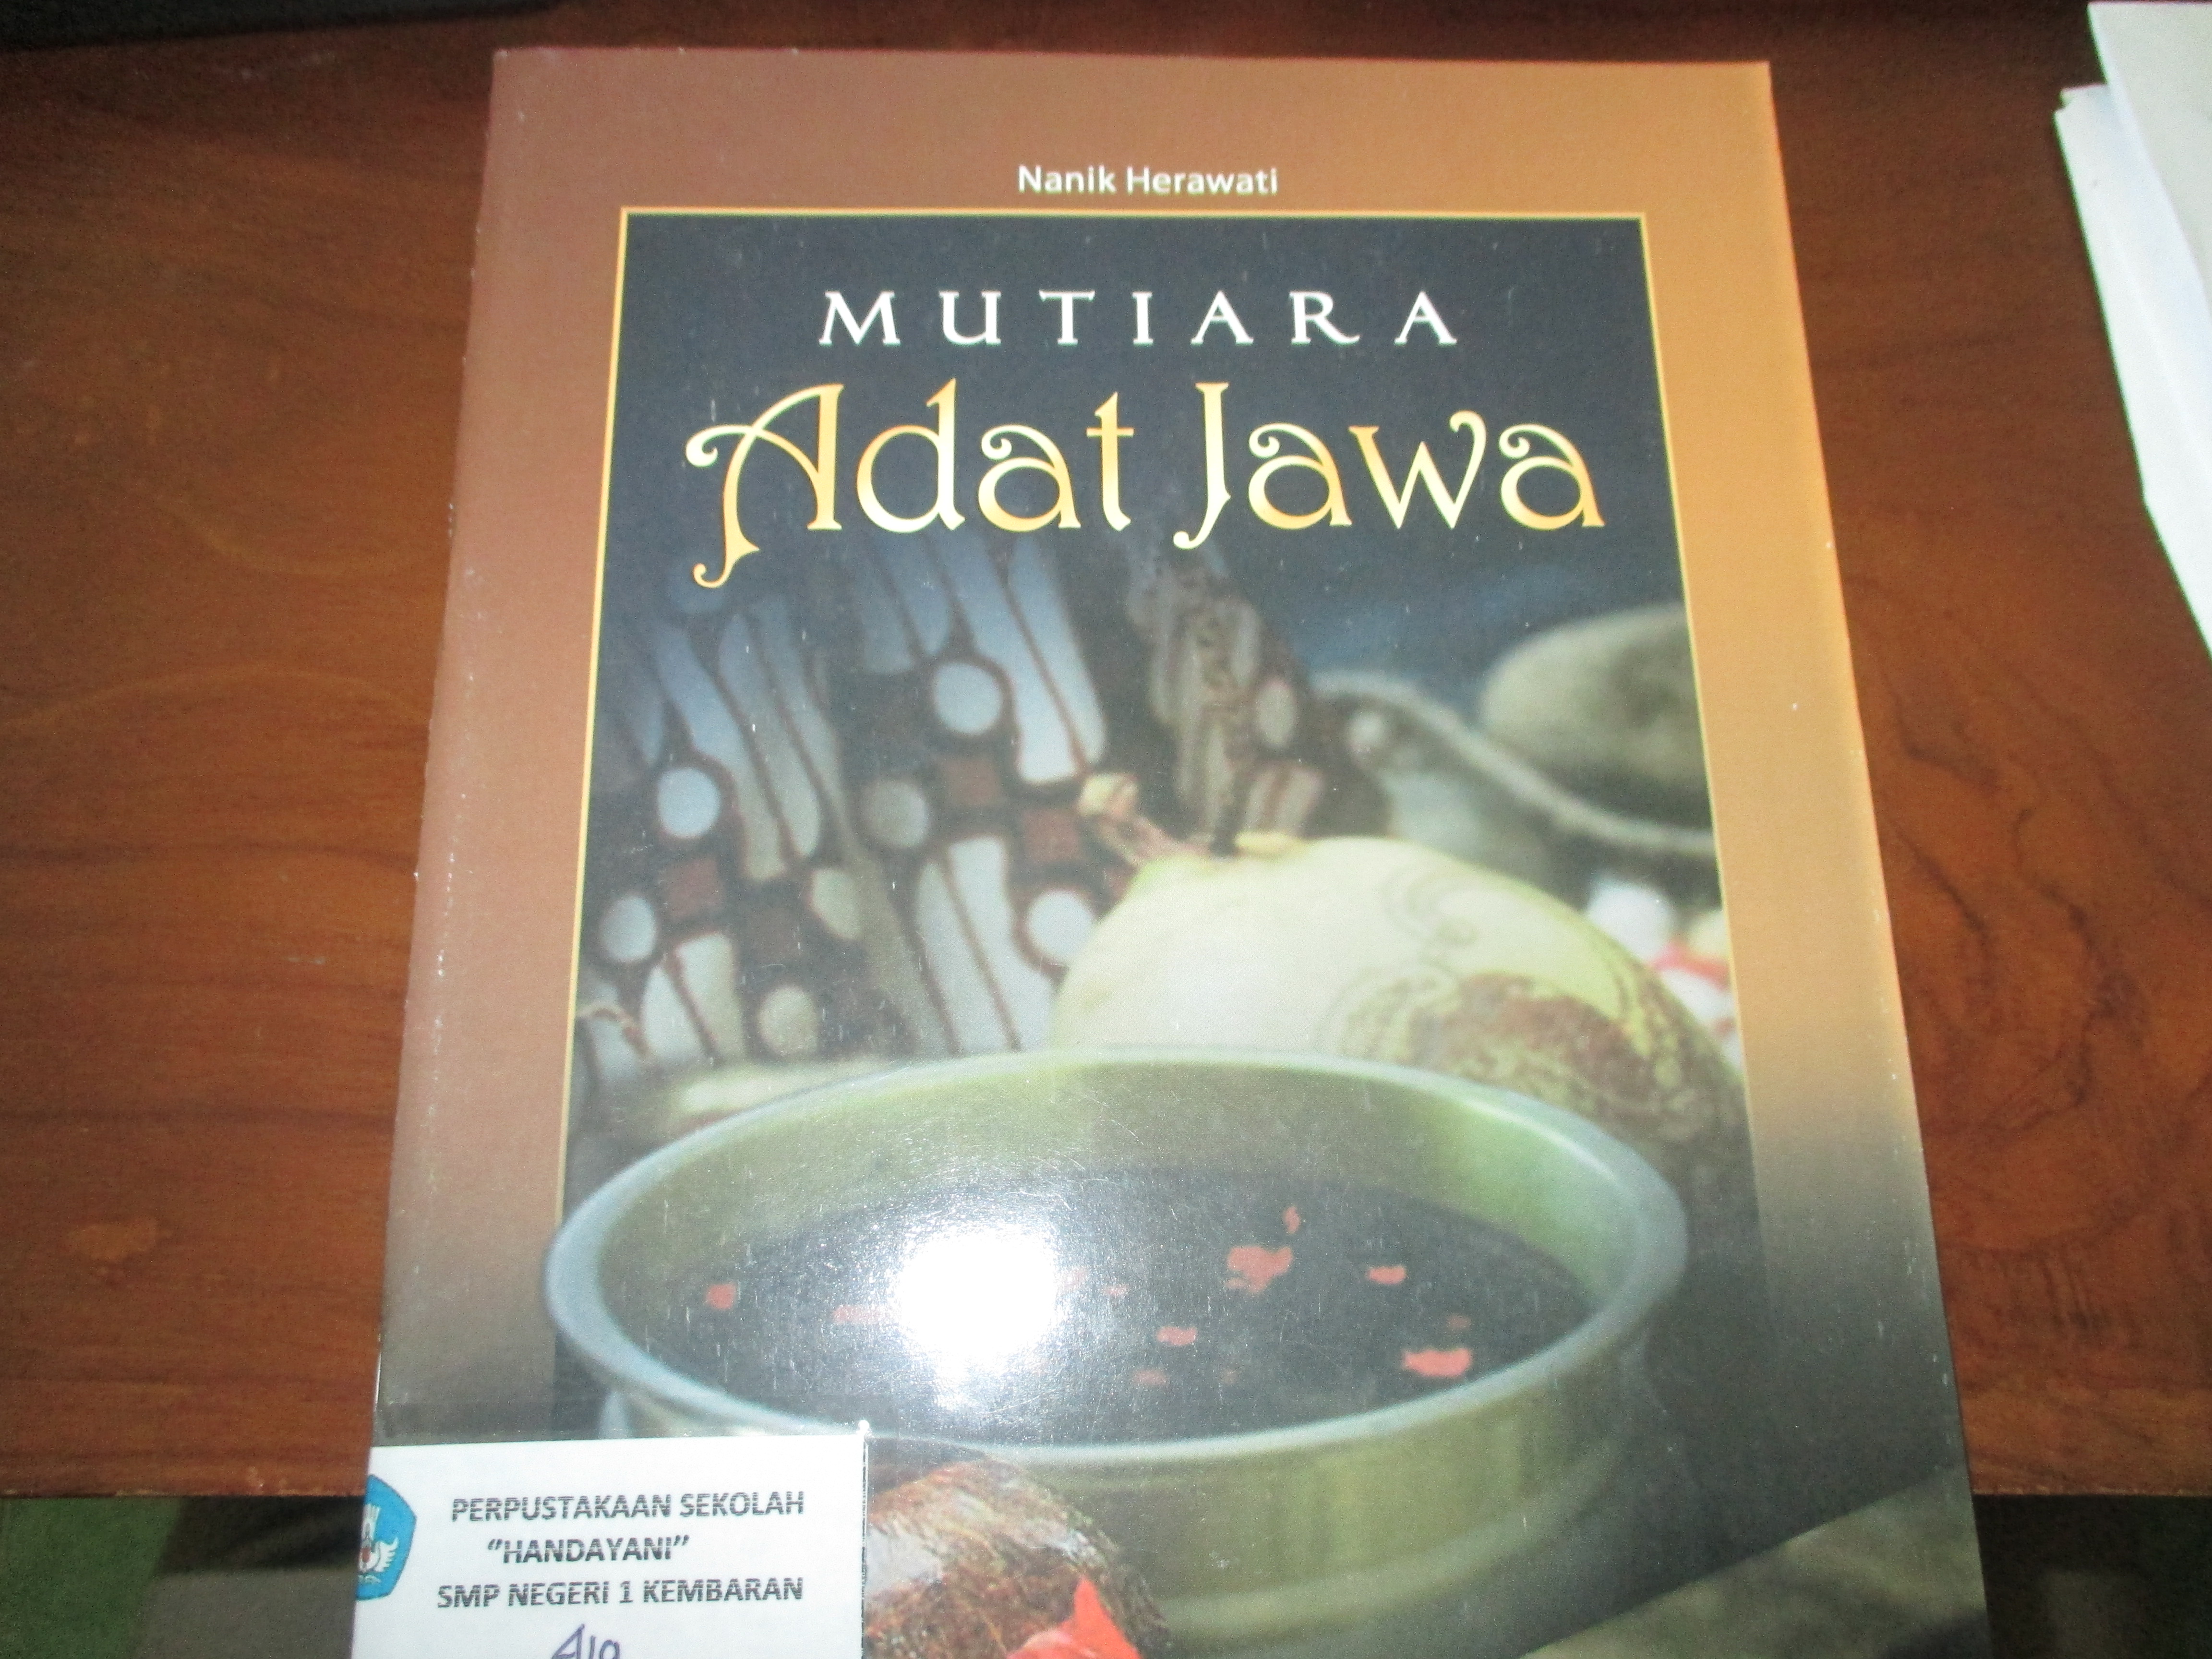 Nanik Herawati
MUTIARA
Adat Jawa
PERPUSTAKAAN SEKOLAH
"HANDAYANI"
SMP NEGERI 1 KEMBARAN